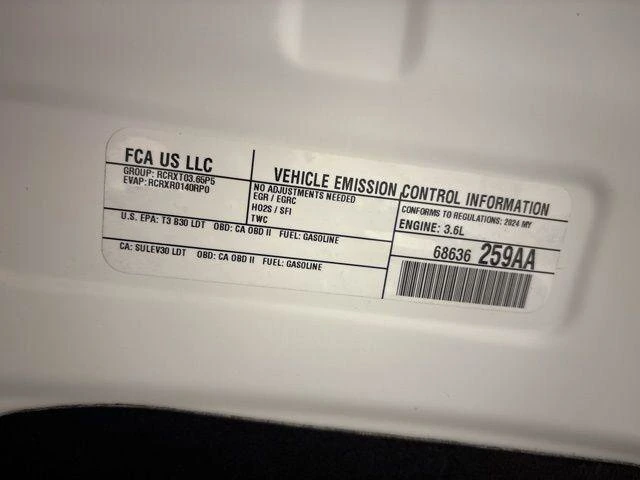 FCA US LLC
GROUP: RCRXT03.65P5
EVAP: RCRXR0140RP0
VEHICLE EMISSION CONTROL INFORMATION
NO ADJUSTMENTS NEEDED
EGR / EGRC
HO2S / SFI
TWC
CONFORMS TO REGULATIONS: 2024 MY
ENGINE: 3.6L
U.S. EPA: T3 B30 LDT OBD: CA OBD II FUEL: GASOLINE
CA: SULEV30 LDT OBD: CA OBD II FUEL: GASOLINE
68636 259AA